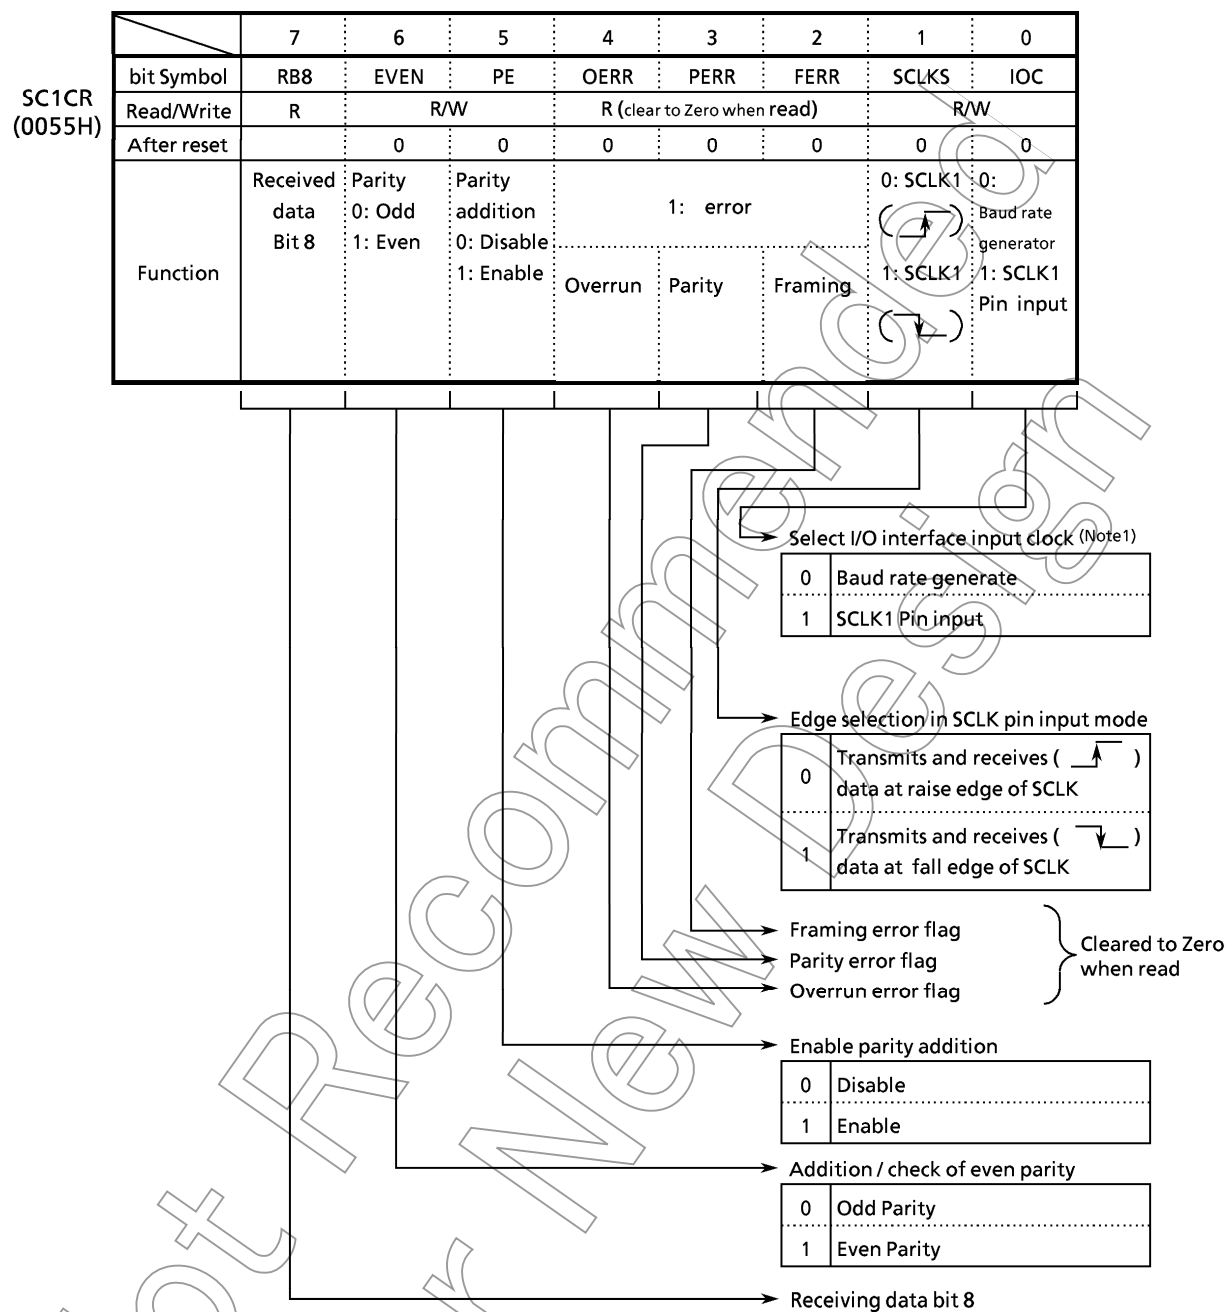 7 6 5 4 3 2 1 0
bit Symbol RB8 EVEN PE OERR PERR FERR SCLKS IOC
SC1CR
(0055H)
Read/Write R R/W R (clear to Zero when read) R/W
After reset 0 0 0 0 0 0 0
Function
Received
data
Bit 8
Parity
0: Odd
1: Even
Parity
addition
0: Disable
1: Enable
1: error
Overrun Parity Framing
0: SCLK1
( )
1: SCLK1
( )
0:
Baud rate
generator
1: SCLK1
Pin input
Select I/O interface input clock (Note1)
0 Baud rate generate
1 SCLK1 Pin input
Edge selection in SCLK pin input mode
0 Transmits and receives ( )
data at raise edge of SCLK
1 Transmits and receives ( )
data at fall edge of SCLK
Framing error flag
Parity error flag
Overrun error flag
Cleared to Zero
when read
Enable parity addition
0 Disable
1 Enable
Addition / check of even parity
0 Odd Parity
1 Even Parity
Receiving data bit 8
ot Recommended
r New Design